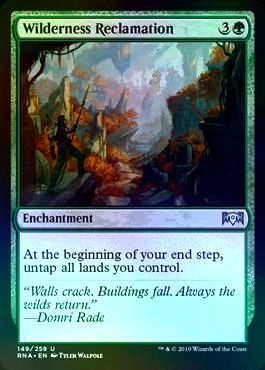 Wilderness Reclamation 3
Enchantment
At the beginning of your end step,
untap all lands you control.
“Walls crack. Buildings fall. Always the
wilds return.”
—Domri Rade
149/259 U
RNA • EN Tyler Walpole
™ & © 2019 Wizards of the Coast